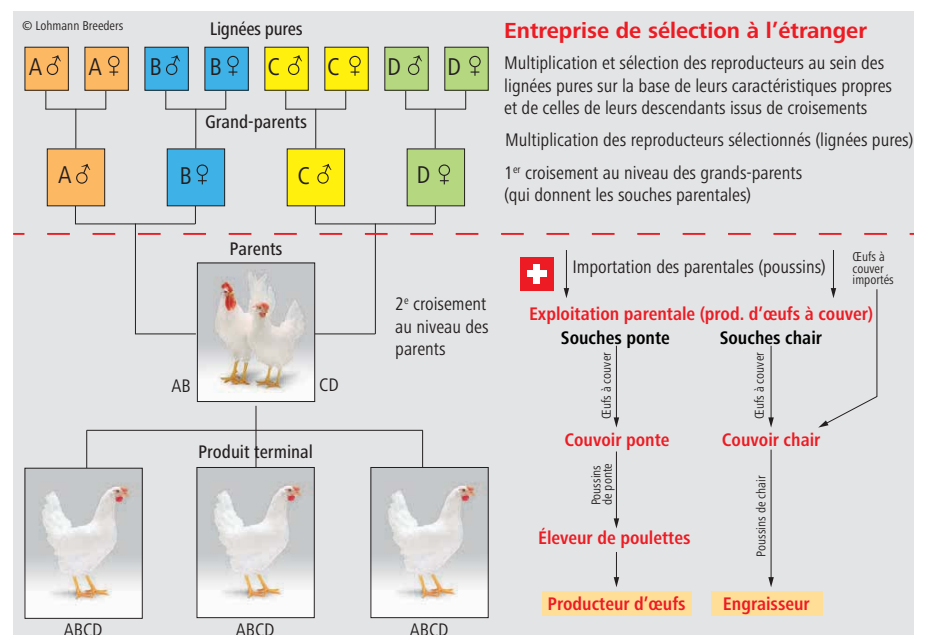 © Lohmann Breeders
Lignées pures
A♂ A♀ B♂ B♀ C♂ C♀ D♂ D♀
Grand-parents
A♂ B♀ C♂ D♀
Entreprise de sélection à l’étranger
Multiplication et sélection des reproducteurs au sein des
lignées pures sur la base de leurs caractéristiques propres
et de celles de leurs descendants issus de croisements
Multiplication des reproducteurs sélectionnés (lignées pures)
1er croisement au niveau des grands-parents
(qui donnent les souches parentales)
Parents
AB
CD
2e croisement
au niveau des
parents
Produit terminal
ABCD
ABCD
ABCD
Importation des parentales (poussins)
Œufs à
couver
importés
Exploitation parentale (prod. d’œufs à couver)
Souches ponte
Souches chair
Œufs à couver
Œufs à couver
Couvoir ponte
Couvoir chair
Poussins
de ponte
Poussins de chair
Éleveur de poulettes
Producteur d’œufs
Engraisseur